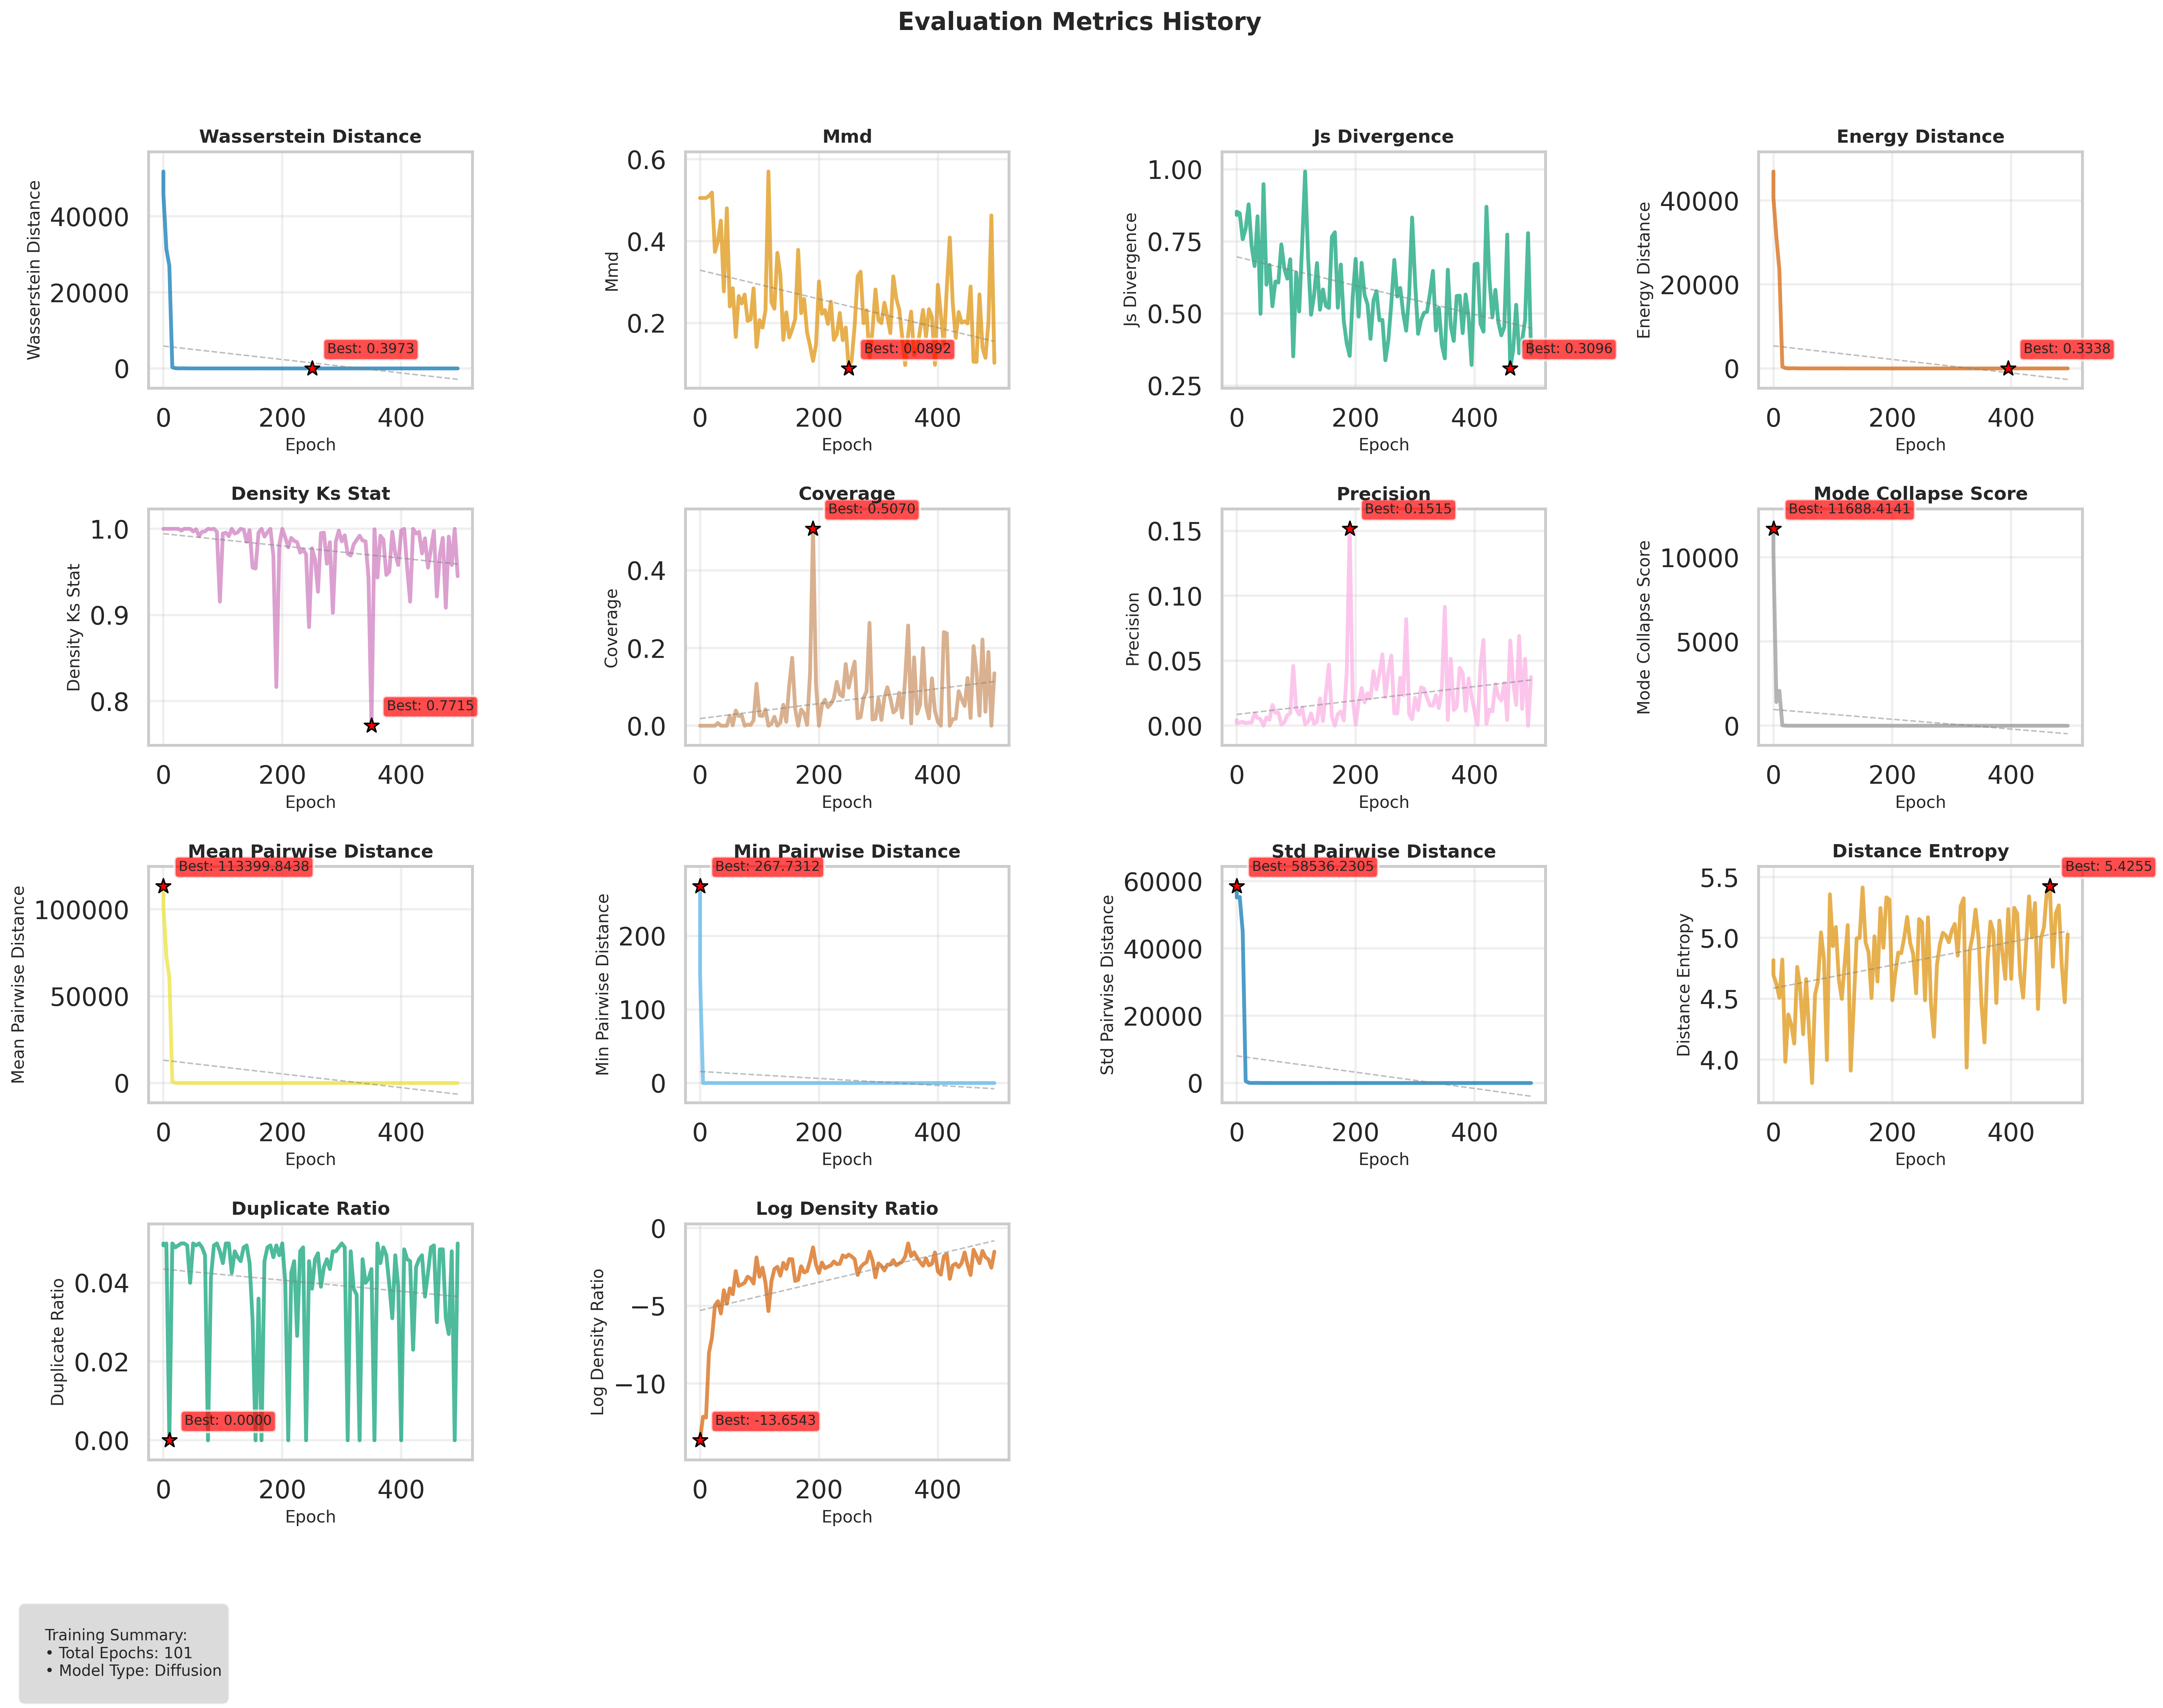 Evaluation Metrics History
Wasserstein Distance
Wasserstein Distance
40000
20000
0
Best: 0.3973
0 200 400
Epoch
Mmd
Mmd
0.6
0.4
0.2
Best: 0.0892
0 200 400
Epoch
Js Divergence
Js Divergence
1.00
0.75
0.50
0.25
Best: 0.3096
0 200 400
Epoch
Energy Distance
Energy Distance
40000
20000
0
Best: 0.3338
0 200 400
Epoch
Density Ks Stat
Density Ks Stat
1.0
0.9
0.8
Best: 0.7715
0 200 400
Epoch
Coverage
Best: 0.5070
Coverage
0.4
0.2
0.0
0 200 400
Epoch
Precision
Best: 0.1515
Precision
0.15
0.10
0.05
0.00
0 200 400
Epoch
Mode Collapse Score
Best: 11688.4141
Mode Collapse Score
10000
5000
0
0 200 400
Epoch
Mean Pairwise Distance
Best: 113399.8438
Mean Pairwise Distance
100000
50000
0
0 200 400
Epoch
Min Pairwise Distance
Best: 267.7312
Min Pairwise Distance
200
100
0
0 200 400
Epoch
Std Pairwise Distance
Best: 58536.2305
Std Pairwise Distance
60000
40000
20000
0
0 200 400
Epoch
Distance Entropy
Best: 5.4255
Distance Entropy
5.5
5.0
4.5
4.0
0 200 400
Epoch
Duplicate Ratio
Duplicate Ratio
0.04
0.02
0.00
Best: 0.0000
0 200 400
Epoch
Log Density Ratio
Log Density Ratio
0
−5
−10
Best: -13.6543
0 200 400
Epoch
Training Summary:
• Total Epochs: 101
• Model Type: Diffusion